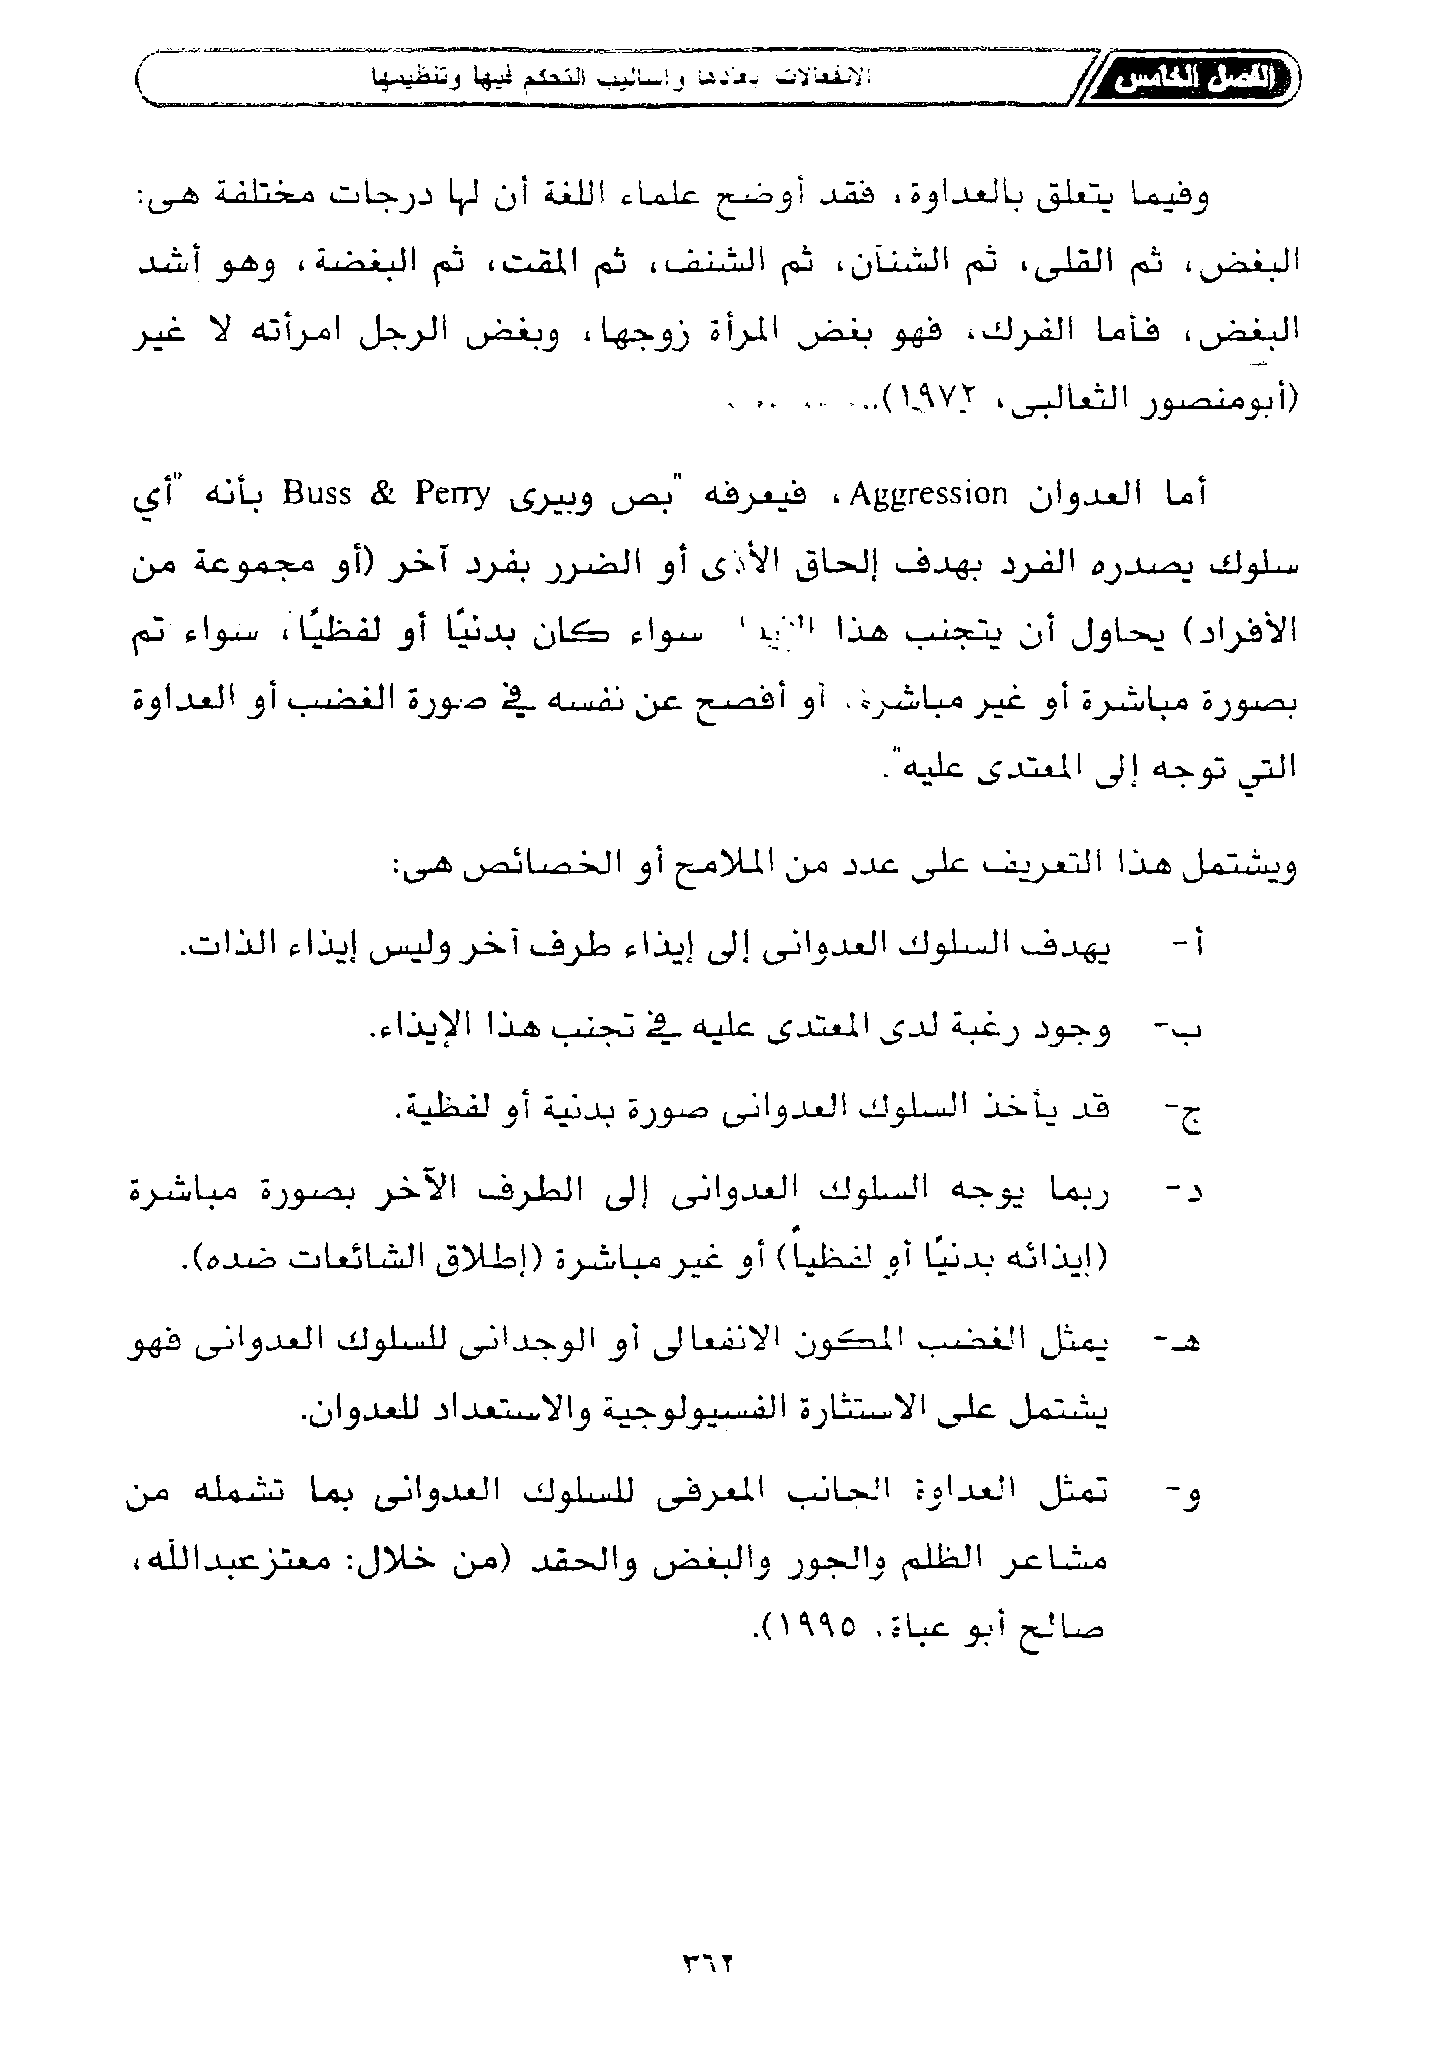 الفصل الخامس
الانفعالات وأساليب التحكم فيها وتنظيمها
وفيما يتعلق بالعداوة، فقد أوضح علماء اللغة أن لها درجات مختلفة هى:
البغض، ثم القلى، ثم الشنآن، ثم الشنف، ثم المقت، ثم البغضة، وهو أشد
البغض، فأما الفرك، فهو بغض المرأة زوجها، وبغض الرجل امرأته لا غير
(أبومنصور الثعالبى، ١٩٧٢).
أما العدوان Aggression، فيعرفه "بص وبيرى Buss & Perry بأنه "أي
سلوك يصدره الفرد بهدف إلحاق الأذى أو الضرر بفرد آخر (أو مجموعة من
الأفراد) يحاول أن يتجنب هذا سواء كان بدنيًا أو لفظيًا، سواء تم
بصورة مباشرة أو غير مباشرة، أو أفصح عن نفسه في صورة الغضب أو العداوة
التي توجه إلى المعتدى عليه".
ويشتمل هذا التعريف على عدد من الملامح أو الخصائص هى:
أ- يهدف السلوك العدوانى إلى إيذاء طرف آخر وليس إيذاء الذات.
ب- وجود رغبة لدى المعتدى عليه في تجنب هذا الإيذاء.
ج- قد يأخذ السلوك العدوانى صورة بدنية أو لفظية.
د- ربما يوجه السلوك العدوانى إلى الطرف الآخر بصورة مباشرة
(إيذائه بدنيًا أو لفظياً) أو غير مباشرة (إطلاق الشائعات ضده).
هـ- يمثل الغضب المكون الانفعالى أو الوجدانى للسلوك العدوانى فهو
يشتمل على الاستثارة الفسيولوجية والاستعداد للعدوان.
و- تمثل العداوة الجانب المعرفى للسلوك العدوانى بما تشمله من
مشاعر الظلم والجور والبغض والحقد (من خلال: معتزعبدالله،
صالح أبو عباة، ١٩٩٥).
٣٦٢